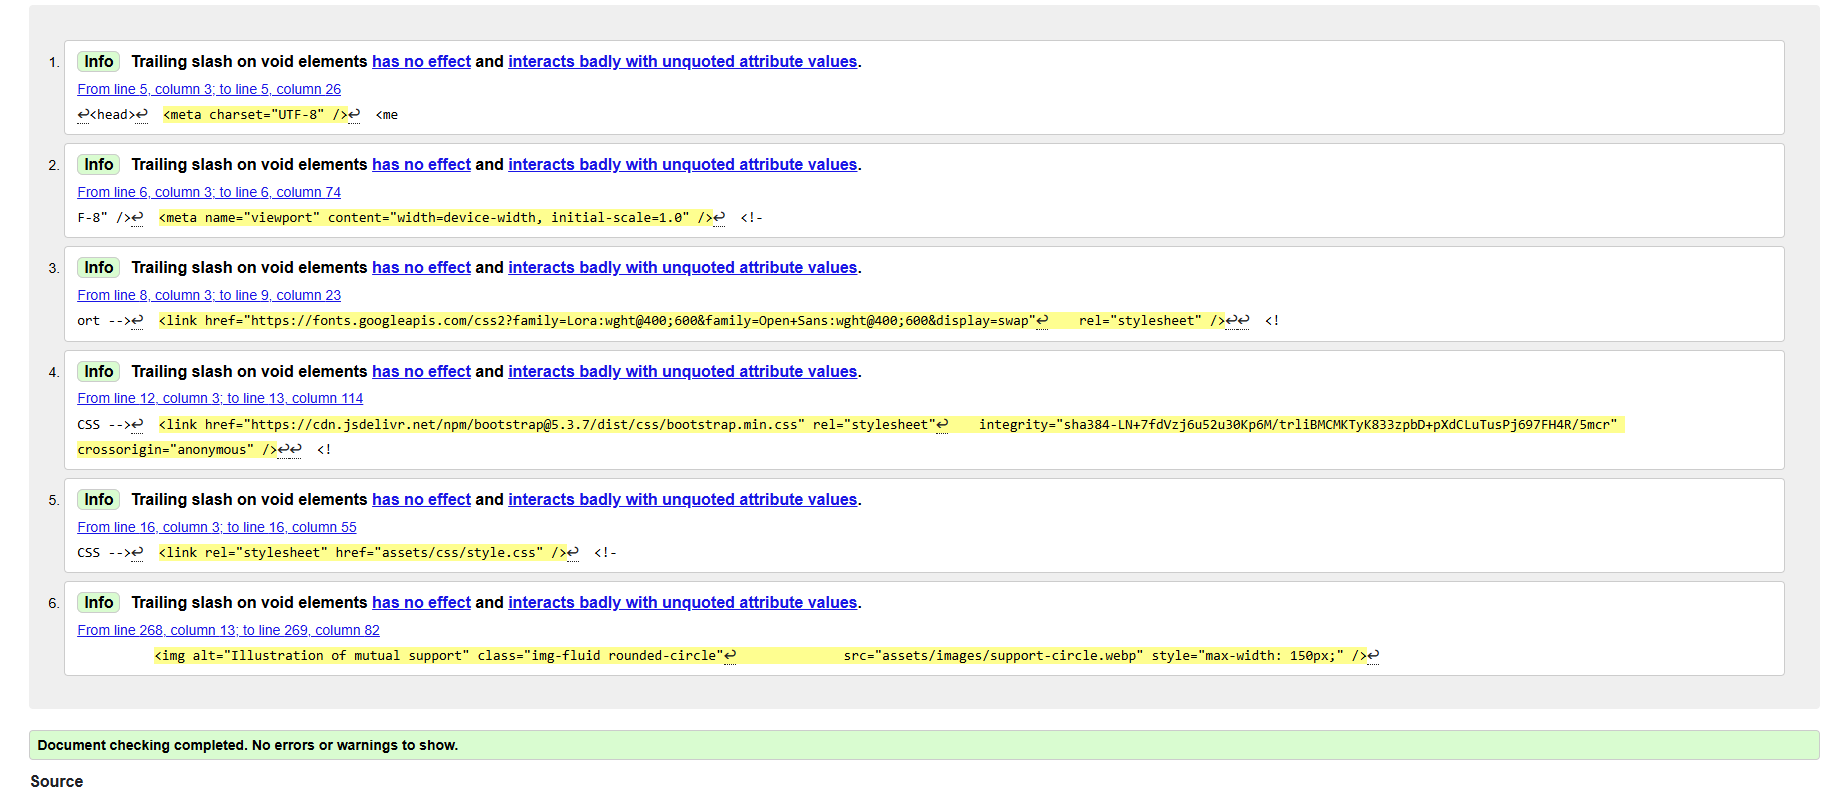 1. Info Trailing slash on void elements has no effect and interacts badly with unquoted attribute values.
From line 5, column 3; to line 5, column 26
↩<head>↩  <meta charset="UTF-8" />↩  <me
2. Info Trailing slash on void elements has no effect and interacts badly with unquoted attribute values.
From line 6, column 3; to line 6, column 74
F-8" />↩  <meta name="viewport" content="width=device-width, initial-scale=1.0" />↩  <!-
3. Info Trailing slash on void elements has no effect and interacts badly with unquoted attribute values.
From line 8, column 3; to line 9, column 23
ort -->↩  <link href="https://fonts.googleapis.com/css2?family=Lora:wght@400;600&family=Open+Sans:wght@400;600&display=swap"↩    rel="stylesheet" />↩↩  <!
4. Info Trailing slash on void elements has no effect and interacts badly with unquoted attribute values.
From line 12, column 3; to line 13, column 114
CSS -->↩  <link href="https://cdn.jsdelivr.net/npm/bootstrap@5.3.7/dist/css/bootstrap.min.css" rel="stylesheet"↩    integrity="sha384-LN+7fdVzj6u52u30Kp6M/trliBMCMKTyK833zpbD+pXdCLuTusPj697FH4R/5mcr"
crossorigin="anonymous" />↩↩  <!
5. Info Trailing slash on void elements has no effect and interacts badly with unquoted attribute values.
From line 16, column 3; to line 16, column 55
CSS -->↩  <link rel="stylesheet" href="assets/css/style.css" />↩  <!-
6. Info Trailing slash on void elements has no effect and interacts badly with unquoted attribute values.
From line 268, column 13; to line 269, column 82
<img alt="Illustration of mutual support" class="img-fluid rounded-circle"↩              src="assets/images/support-circle.webp" style="max-width: 150px;" />↩
Document checking completed. No errors or warnings to show.
Source